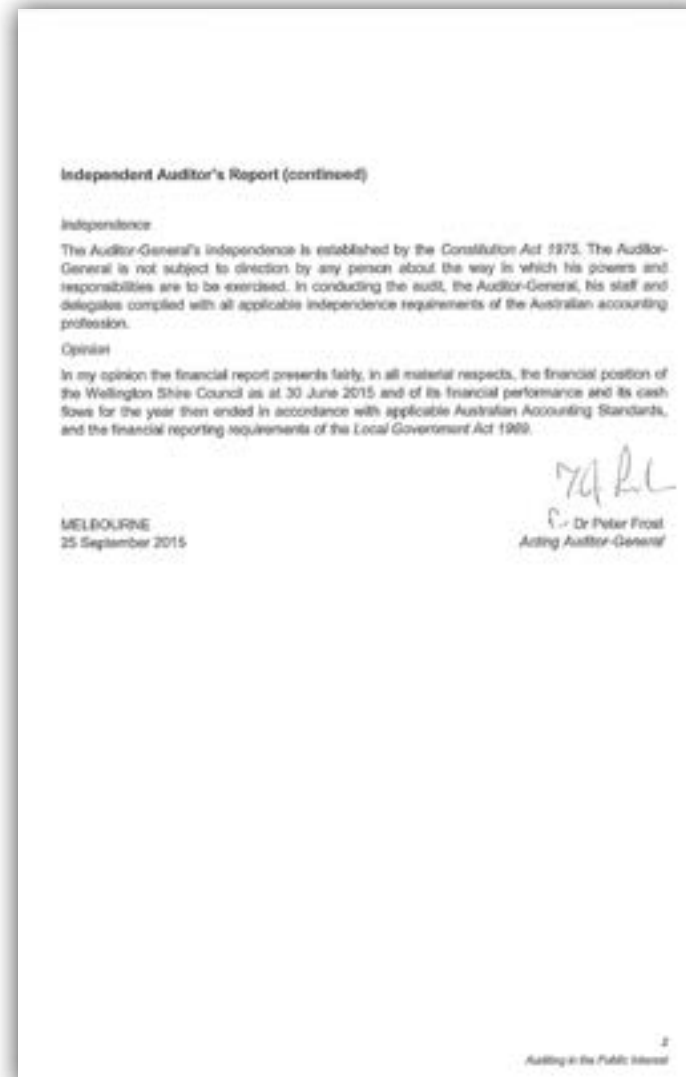 Independent Auditor's Report (continued)
Independence
The Auditor-General's independence is established by the Constitution Act 1975. The Auditor-
General is not subject to direction by any person about the way in which his powers and
responsibilities are to be exercised. In conducting the audit, the Auditor-General, his staff and
delegates complied with all applicable independence requirements of the Australian accounting
profession.
Opinion
In my opinion the financial report presents fairly, in all material respects, the financial position of
the Wellington Shire Council as at 30 June 2015 and of its financial performance and its cash
flows for the year then ended in accordance with applicable Australian Accounting Standards,
and the financial reporting requirements of the Local Government Act 1989.
MELBOURNE
25 September 2015
Dr Peter Frost
Acting Auditor-General
2
Auditing in the Public Interest